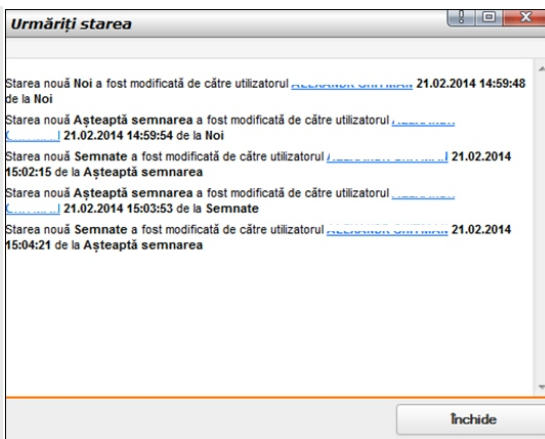 Urmăriți starea
Starea nouă Noi a fost modificată de către utilizatorul 21.02.2014 14:59:48
de la Noi
Starea nouă Așteaptă semnarea a fost modificată de către utilizatorul
21.02.2014 14:59:54 de la Noi
Starea nouă Semnate a fost modificată de către utilizatorul 21.02.2014
15:02:15 de la Așteaptă semnarea
Starea nouă Așteaptă semnarea a fost modificată de către utilizatorul
21.02.2014 15:03:53 de la Semnate
Starea nouă Semnate a fost modificată de către utilizatorul 21.02.2014
15:04:21 de la Așteaptă semnarea
Închide